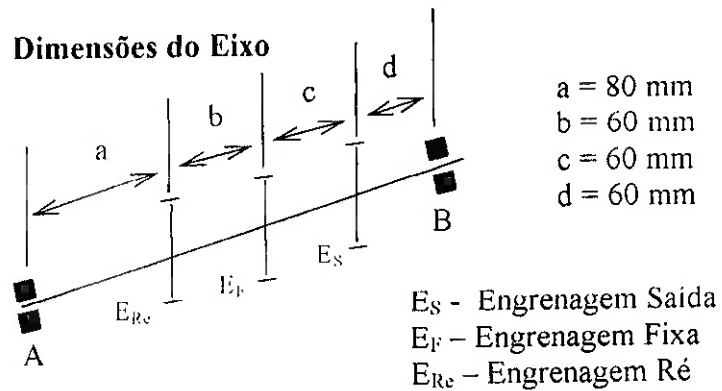 Dimensões do Eixo
a
b
c
d
a = 80 mm
b = 60 mm
c = 60 mm
d = 60 mm
A
E_Re
E_F
E_S
B
E_S - Engrenagem Saída
E_F – Engrenagem Fixa
E_Re – Engrenagem Ré